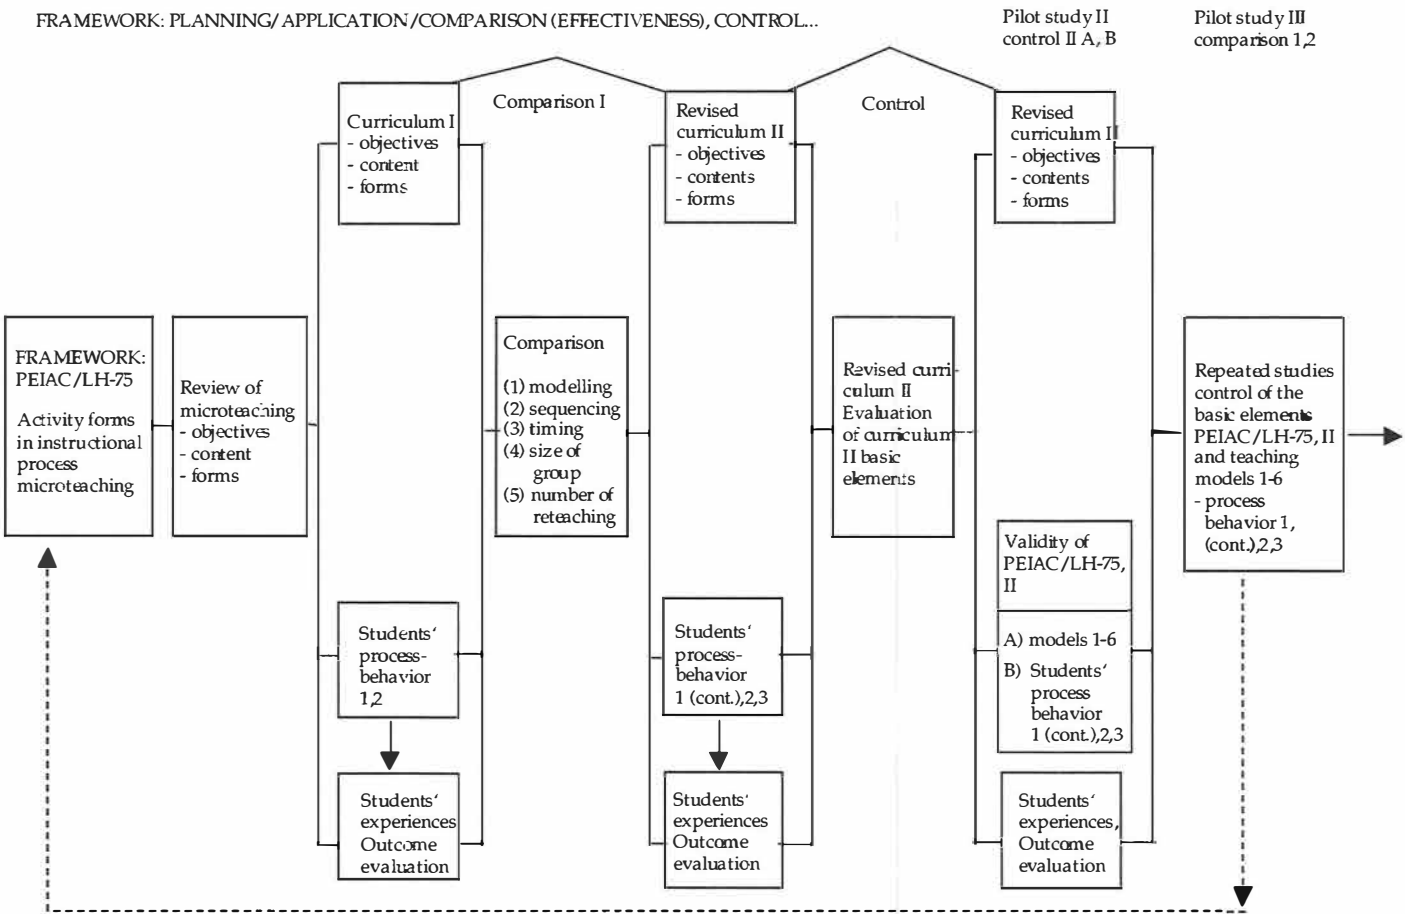 FRAMEWORK: PLANNING/APPLICATION/COMPARISON (EFFECTIVENESS), CONTROL...
Pilot study II
control II A, B
Pilot study III
comparison 1,2
Comparison I
Control
Curriculum I
- objectives
- content
- forms
Revised
curriculum II
- objectives
- contents
- forms
Revised
curriculum II
- objectives
- contents
- forms
FRAMEWORK:
PEIAC/LH-75
Activity forms
in instructional
process
microteaching
Review of
microteaching
- objectives
- content
- forms
Comparison
(1) modelling
(2) sequencing
(3) timing
(4) size of
group
(5) number of
reteaching
Revised curri-
culum II
Evaluation
of curriculum
II basic
elements
Repeated studies
control of the
basic elements
PEIAC/LH-75, II
and teaching
models 1-6
- process
behavior 1,
(cont.),2,3
Students'
process-
behavior
1,2
Students'
process-
behavior
1 (cont.),2,3
Validity of
PEIAC/LH-75,
II
A) models 1-6
B) Students'
process
behavior
1 (cont.),2,3
Students'
experiences
Outcome
evaluation
Students'
experiences
Outcome
evaluation
Students'
experiences,
Outcome
evaluation